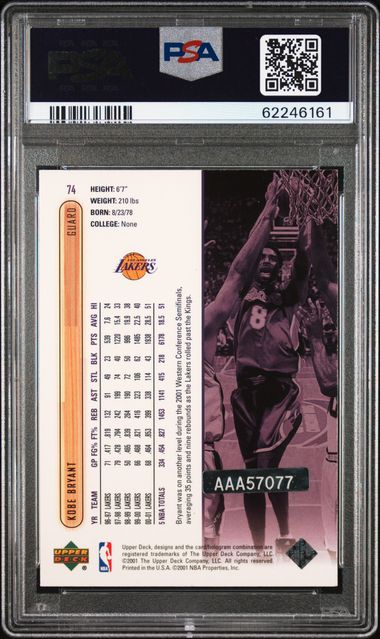 PSA
PSA
62246161
74
HEIGHT: 6'7"
WEIGHT: 210 lbs
BORN: 8/23/78
COLLEGE: None
KOBE BRYANT
GUARD
LOS ANGELES
LAKERS
YR TEAM GP FG% FT% REB AST STL BLK PTS AVG HI
96-97 LAKERS 71 .417 .819 132 91 49 23 539 7.6 24
97-98 LAKERS 79 .428 .794 242 199 74 40 1220 15.4 33
98-99 LAKERS 50 .465 .839 264 190 72 50 996 19.9 38
99-00 LAKERS 66 .468 .821 416 323 106 62 1485 22.5 40
00-01 LAKERS 68 .464 .853 399 338 114 43 1938 28.5 51
5 NBA TOTALS 334 .454 .827 1453 1141 415 218 6178 18.5 51
Bryant was on another level during the 2001 Western Conference Semifinals,
averaging 35 points and nine rebounds as the Lakers rolled past the Kings.
8
AAA57077
UPPER
DECK
NBA
Upper Deck, designs and the card/hologram combination are
registered trademarks of The Upper Deck Company, LLC.
©2001 The Upper Deck Company, LLC. All rights reserved.
Printed in the U.S.A. ©2001 NBA Properties, Inc.